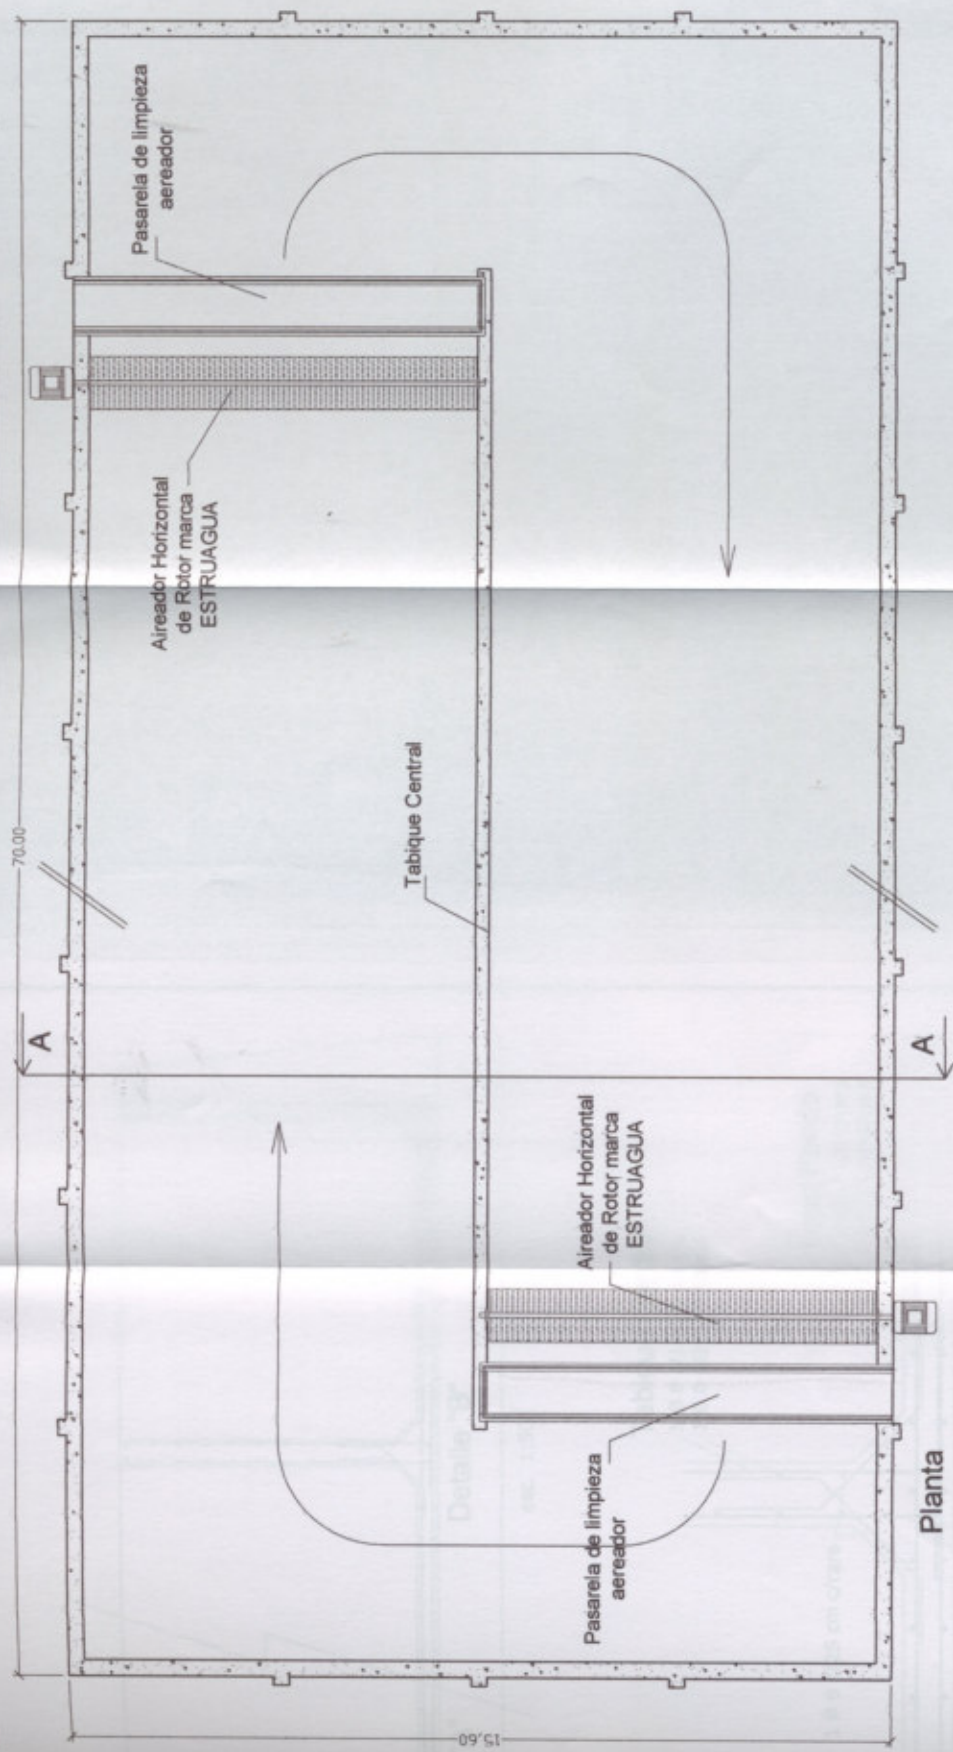 70.00
A
A
15,60
Pasarela de limpieza
aereador
Aireador Horizontal
de Rotor marca
ESTRUAGUA
Tabique Central
Aireador Horizontal
de Rotor marca
ESTRUAGUA
Pasarela de limpieza
aereador
Planta
Detalle "B"